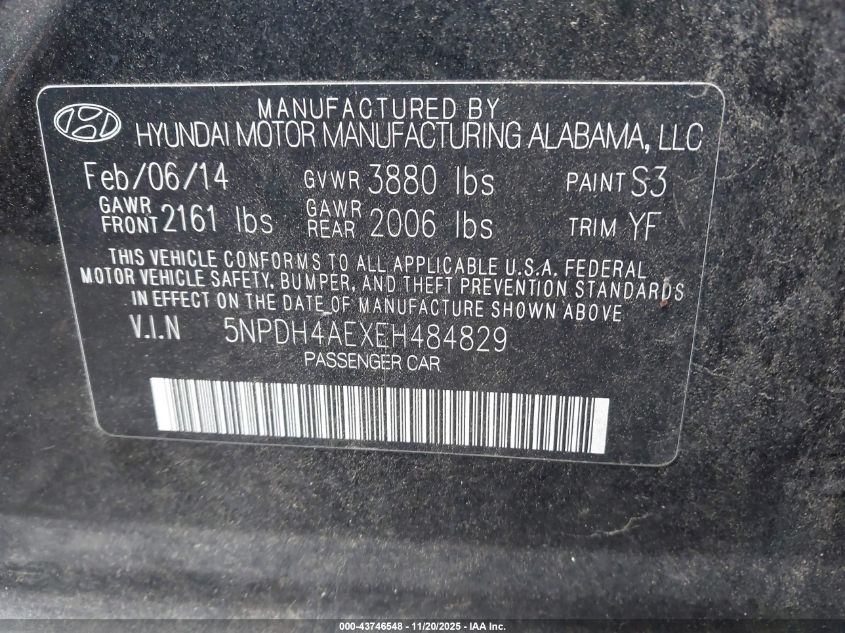 MANUFACTURED BY
HYUNDAI MOTOR MANUFACTURING ALABAMA, LLC
Feb/06/14 GVWR 3880 lbs PAINT S3
GAWR FRONT 2161 lbs GAWR REAR 2006 lbs TRIM YF
THIS VEHICLE CONFORMS TO ALL APPLICABLE U.S.A. FEDERAL
MOTOR VEHICLE SAFETY, BUMPER, AND THEFT PREVENTION STANDARDS
IN EFFECT ON THE DATE OF MANUFACTURE SHOWN ABOVE
V.I.N 5NPDH4AEXEH484829
PASSENGER CAR
000-43746548 - 11/20/2025 - IAA Inc.